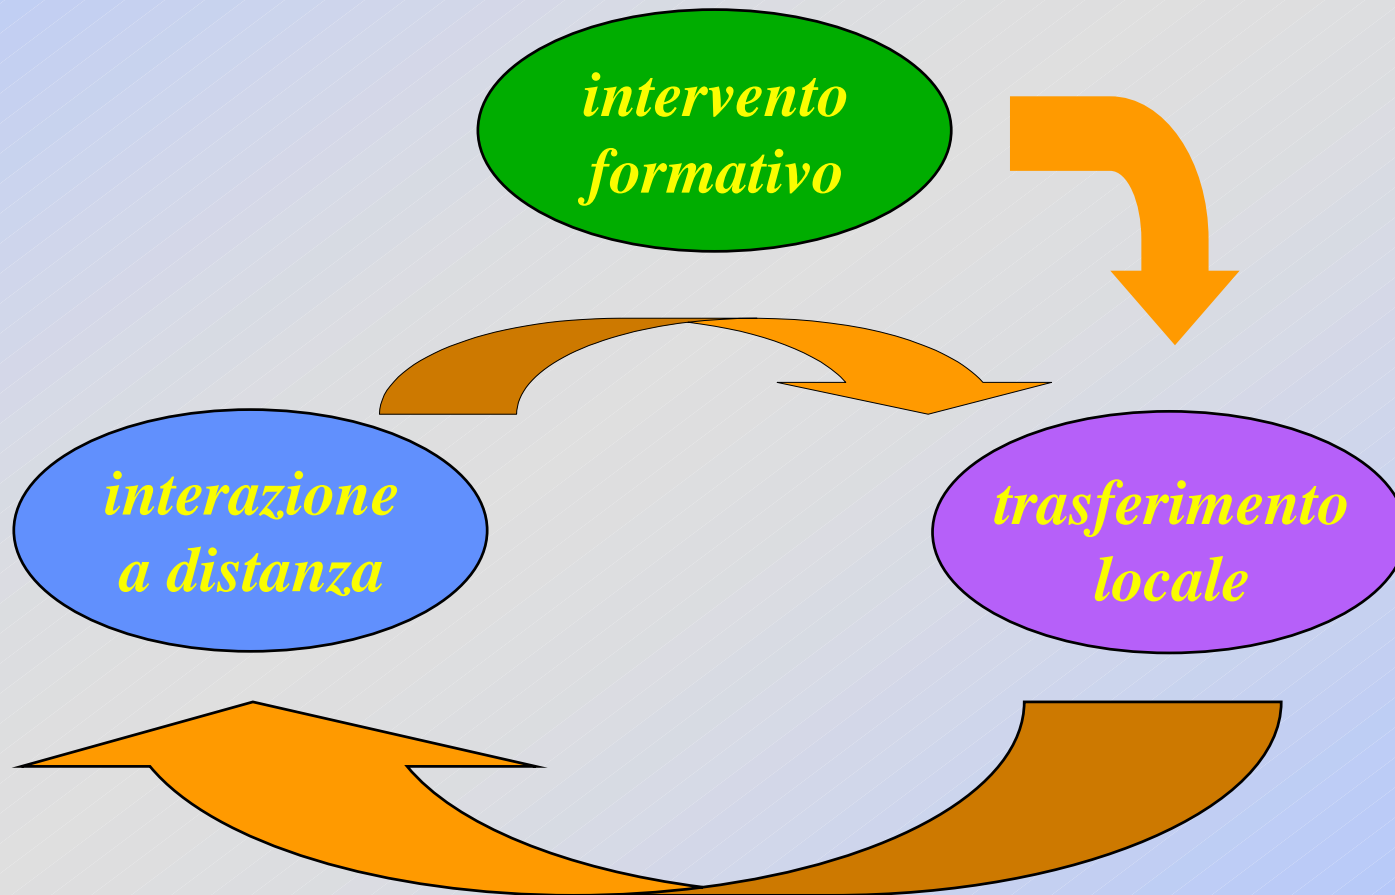 intervento
formativo
interazione
a distanza
trasferimento
locale